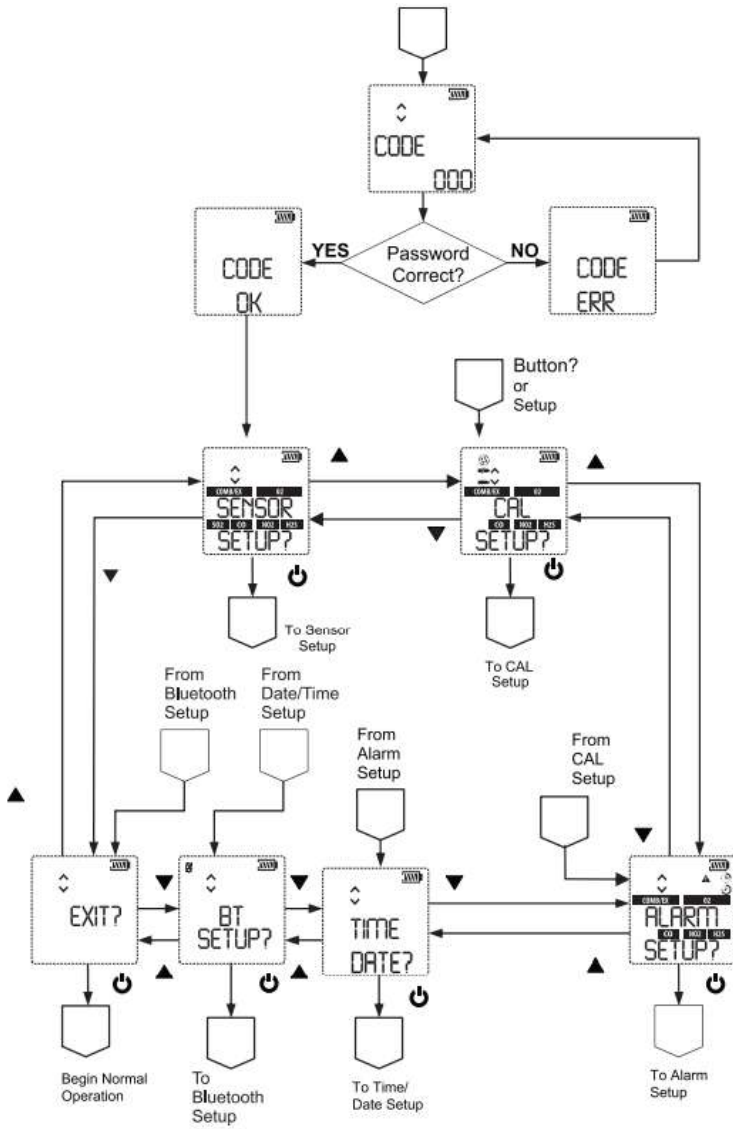 CODE
000
YES
Password
Correct?
NO
CODE
OK
CODE
ERR
Button?
or
Setup
COMB/EX O2
SENSOR
SO2 CO NO2 H2S
SETUP?
COMB/EX O2
CAL
CO NO2 H2S
SETUP?
To Sensor
Setup
To CAL
Setup
From
Bluetooth
Setup
From
Date/Time
Setup
From
Alarm
Setup
From
CAL
Setup
EXIT?
BT
SETUP?
TIME
DATE?
COMB/EX O2
ALARM
CO NO2 H2S
SETUP?
Begin Normal
Operation
To
Bluetooth
Setup
To Time/
Date Setup
To Alarm
Setup